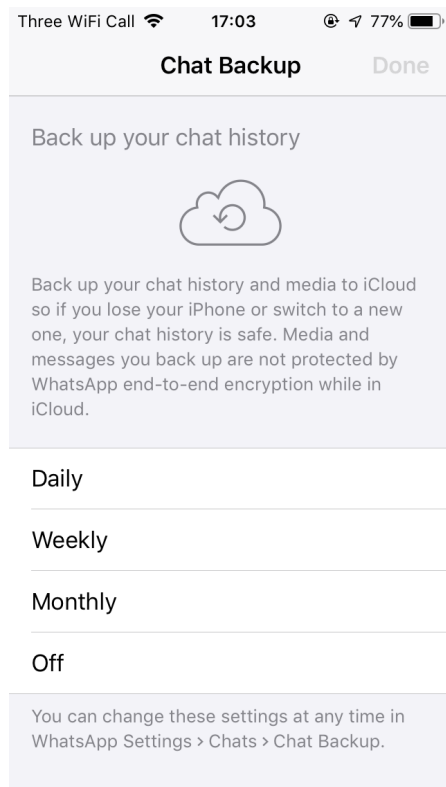 Three WiFi Call 17:03 77%
Chat Backup Done
Back up your chat history
Back up your chat history and media to iCloud
so if you lose your iPhone or switch to a new
one, your chat history is safe. Media and
messages you back up are not protected by
WhatsApp end-to-end encryption while in
iCloud.
Daily
Weekly
Monthly
Off
You can change these settings at any time in
WhatsApp Settings > Chats > Chat Backup.